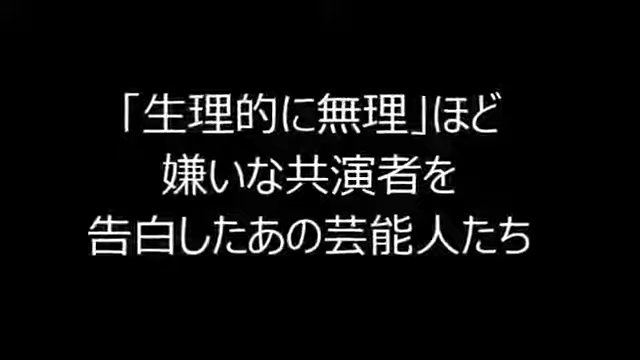 「生理的に無理」ほど
嫌いな共演者を
告白したあの芸能人たち